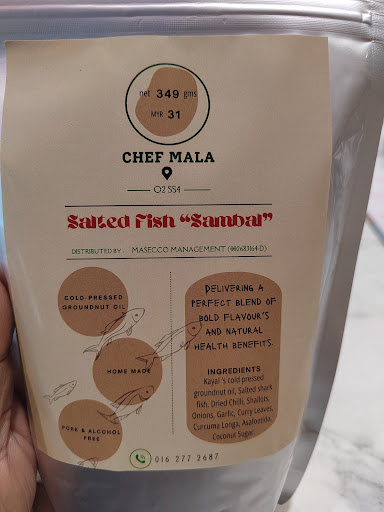 net 349 gms
MYR 31
CHEF MALA
O2 SS4
Salted Fish "Sambal"
DISTRIBUTED BY : MASECCO MANAGEMENT (002683164-D)
COLD-PRESSED
GROUNDNUT OIL
HOME MADE
PORK & ALCOHOL
FREE
DELIVERING A
PERFECT BLEND OF
BOLD FLAVOUR'S
AND NATURAL
HEALTH BENEFITS.
INGREDIENTS
Kayal 's cold pressed
groundnut oil, Salted shark
fish, Dried Chilli, Shallots,
Onions, Garlic, Curry Leaves,
Curcuma Longa, Asafoetida,
Coconut Sugar.
016 277 2687